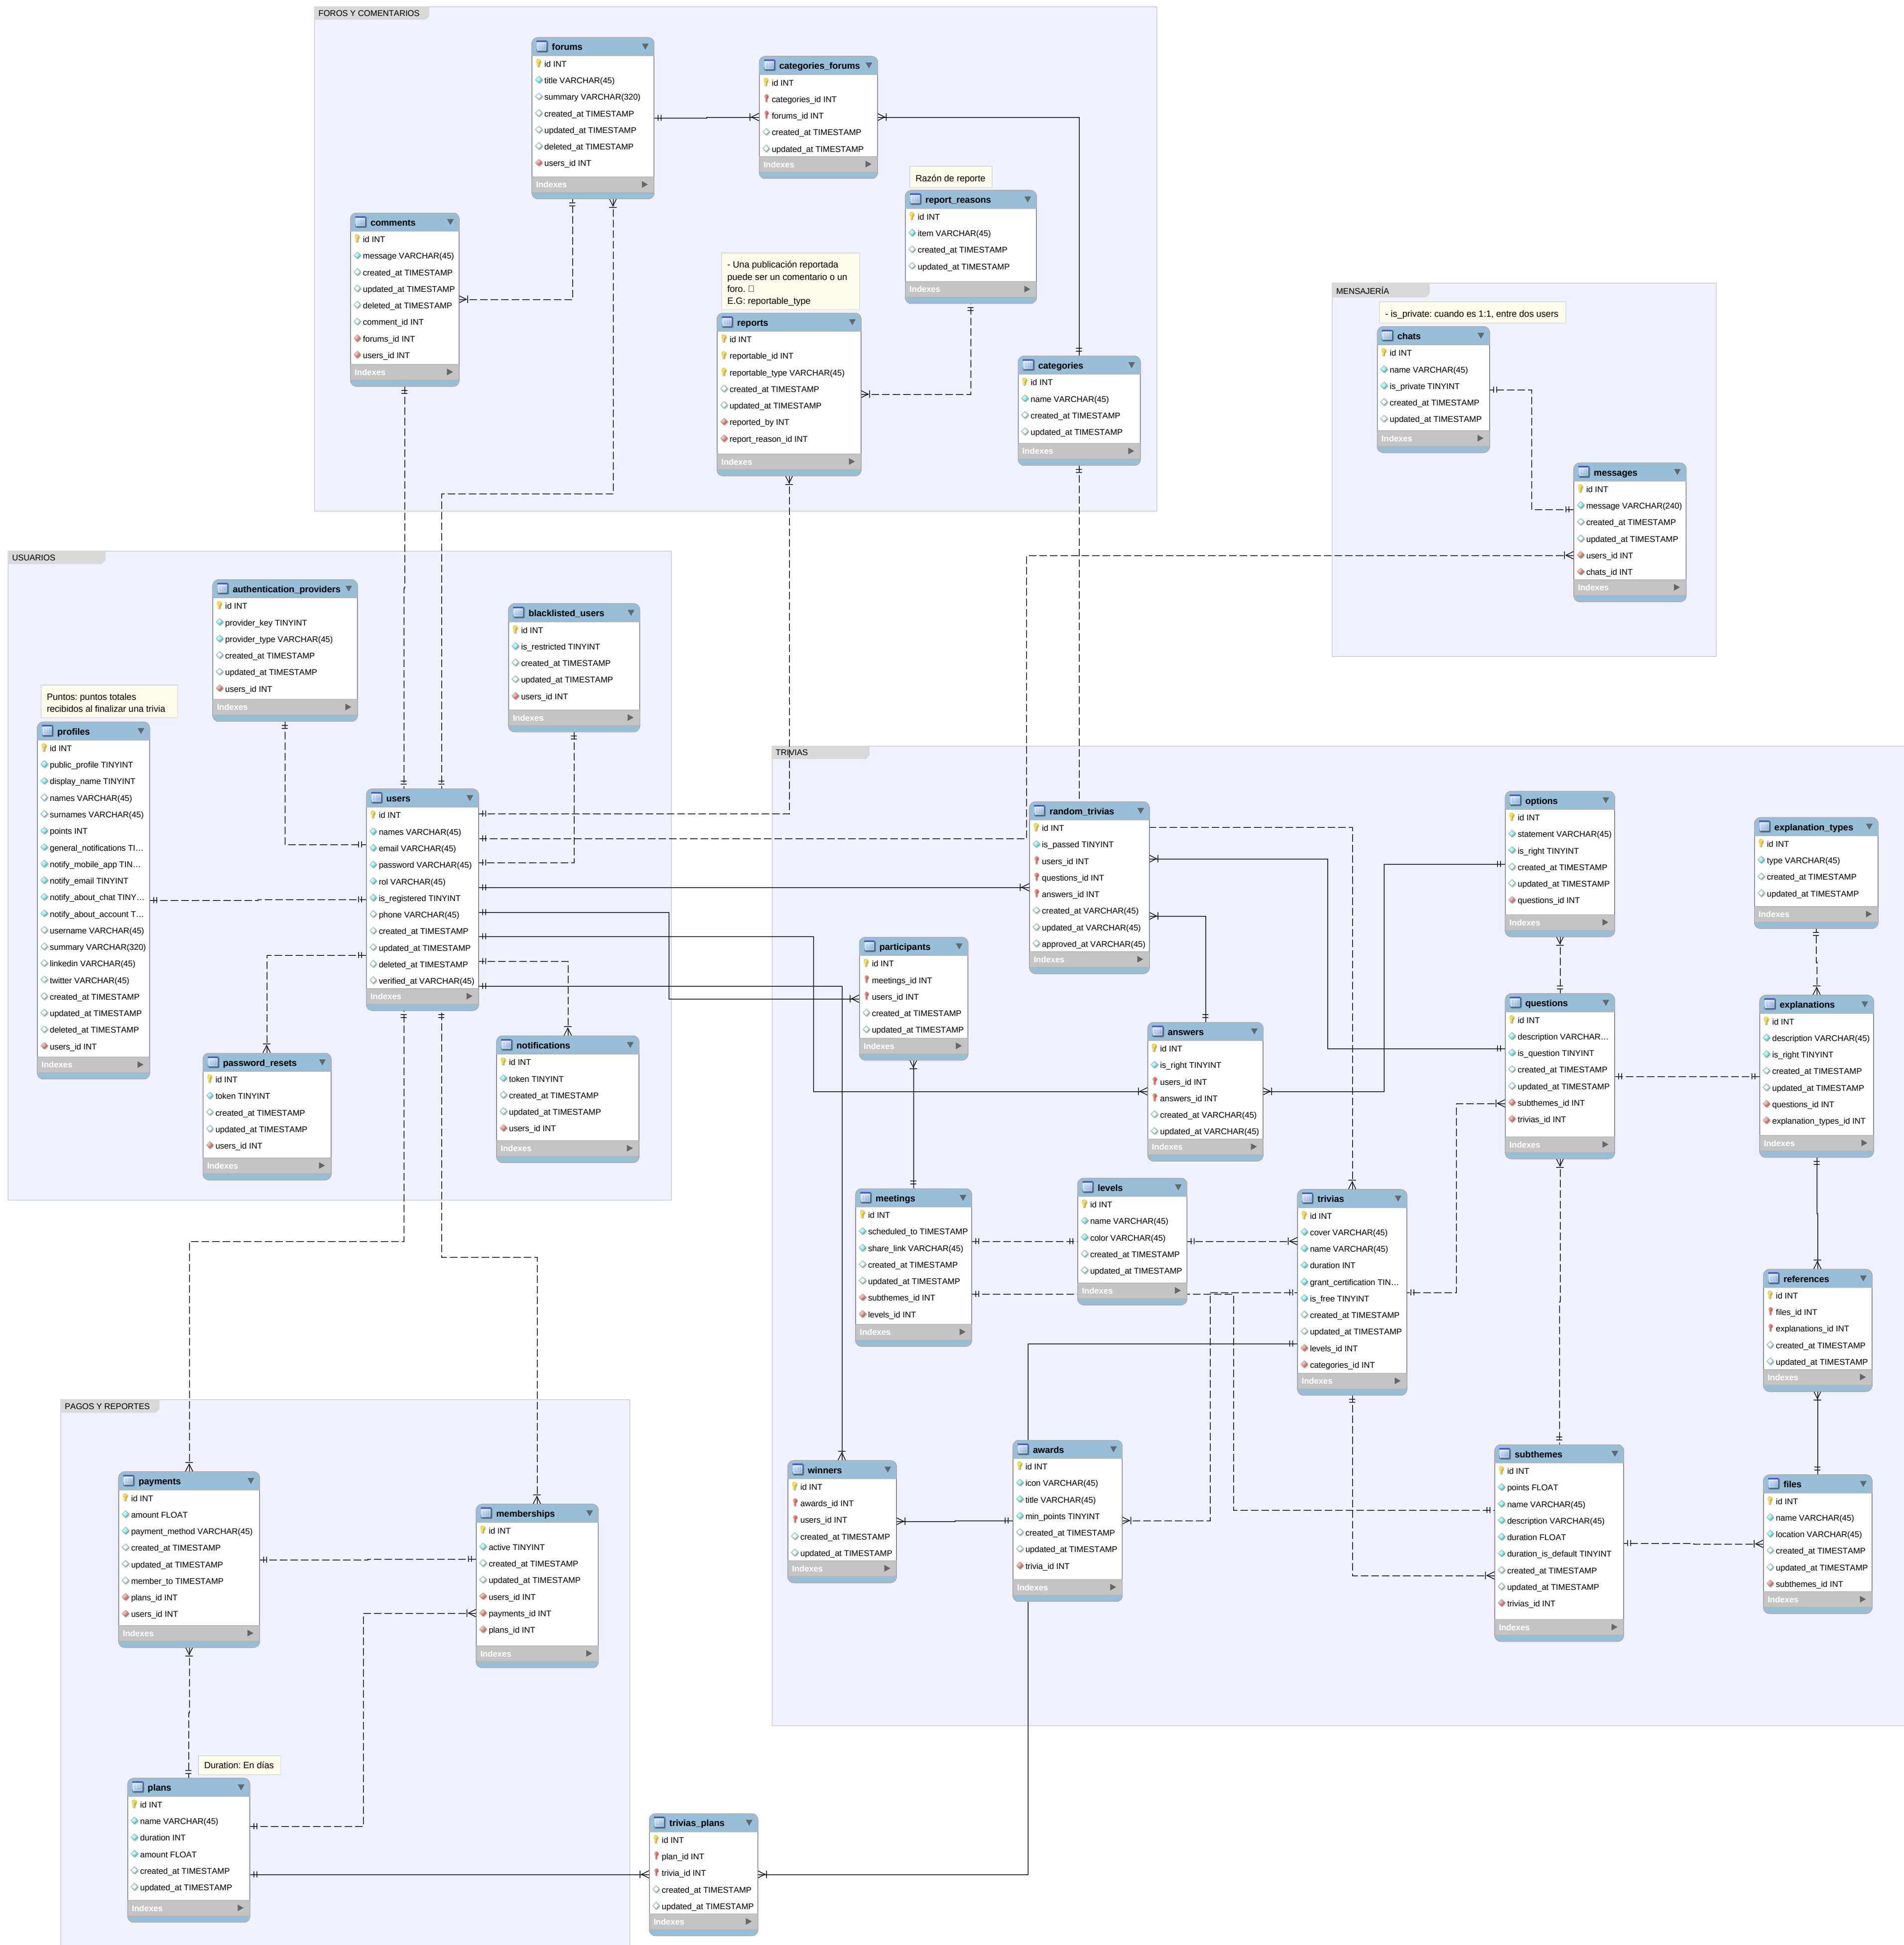 FOROS Y COMENTARIOS
forums
id INT
title VARCHAR(45)
summary VARCHAR(320)
created_at TIMESTAMP
updated_at TIMESTAMP
deleted_at TIMESTAMP
users_id INT
Indexes
categories_forums
id INT
categories_id INT
forums_id INT
created_at TIMESTAMP
updated_at TIMESTAMP
Indexes
Razón de reporte
report_reasons
id INT
item VARCHAR(45)
created_at TIMESTAMP
updated_at TIMESTAMP
Indexes
comments
id INT
message VARCHAR(45)
created_at TIMESTAMP
updated_at TIMESTAMP
deleted_at TIMESTAMP
comment_id INT
forums_id INT
users_id INT
Indexes
- Una publicación reportada
puede ser un comentario o un
foro.
E.G: reportable_type
reports
id INT
reportable_id INT
reportable_type VARCHAR(45)
created_at TIMESTAMP
updated_at TIMESTAMP
reported_by INT
report_reason_id INT
Indexes
categories
id INT
name VARCHAR(45)
created_at TIMESTAMP
updated_at TIMESTAMP
Indexes
MENSAJERÍA
- is_private: cuando es 1:1, entre dos users
chats
id INT
name VARCHAR(45)
is_private TINYINT
created_at TIMESTAMP
updated_at TIMESTAMP
Indexes
messages
id INT
message VARCHAR(240)
created_at TIMESTAMP
updated_at TIMESTAMP
users_id INT
chats_id INT
Indexes
USUARIOS
authentication_providers
id INT
provider_key TINYINT
provider_type VARCHAR(45)
created_at TIMESTAMP
updated_at TIMESTAMP
users_id INT
Indexes
blacklisted_users
id INT
is_restricted TINYINT
created_at TIMESTAMP
updated_at TIMESTAMP
users_id INT
Indexes
Puntos: puntos totales
recibidos al finalizar una trivia
profiles
id INT
public_profile TINYINT
display_name TINYINT
names VARCHAR(45)
surnames VARCHAR(45)
points INT
general_notifications TI...
notify_mobile_app TIN...
notify_email TINYINT
notify_about_chat TINY...
notify_about_account T...
username VARCHAR(45)
summary VARCHAR(320)
linkedin VARCHAR(45)
twitter VARCHAR(45)
created_at TIMESTAMP
updated_at TIMESTAMP
deleted_at TIMESTAMP
users_id INT
Indexes
users
id INT
names VARCHAR(45)
email VARCHAR(45)
password VARCHAR(45)
rol VARCHAR(45)
is_registered TINYINT
phone VARCHAR(45)
created_at TIMESTAMP
updated_at TIMESTAMP
deleted_at TIMESTAMP
verified_at VARCHAR(45)
Indexes
password_resets
id INT
token TINYINT
created_at TIMESTAMP
updated_at TIMESTAMP
users_id INT
Indexes
notifications
id INT
token TINYINT
created_at TIMESTAMP
updated_at TIMESTAMP
users_id INT
Indexes
TRIVIAS
random_trivias
id INT
is_passed TINYINT
users_id INT
questions_id INT
answers_id INT
created_at VARCHAR(45)
updated_at VARCHAR(45)
approved_at VARCHAR(45)
Indexes
options
id INT
statement VARCHAR(45)
is_right TINYINT
created_at TIMESTAMP
updated_at TIMESTAMP
questions_id INT
Indexes
explanation_types
id INT
type VARCHAR(45)
created_at TIMESTAMP
updated_at TIMESTAMP
Indexes
participants
id INT
meetings_id INT
users_id INT
created_at TIMESTAMP
updated_at TIMESTAMP
Indexes
answers
id INT
is_right TINYINT
users_id INT
answers_id INT
created_at VARCHAR(45)
updated_at VARCHAR(45)
Indexes
questions
id INT
description VARCHAR...
is_question TINYINT
created_at TIMESTAMP
updated_at TIMESTAMP
subthemes_id INT
trivias_id INT
Indexes
explanations
id INT
description VARCHAR(45)
is_right TINYINT
created_at TIMESTAMP
updated_at TIMESTAMP
questions_id INT
explanation_types_id INT
Indexes
meetings
id INT
scheduled_to TIMESTAMP
share_link VARCHAR(45)
created_at TIMESTAMP
updated_at TIMESTAMP
subthemes_id INT
levels_id INT
Indexes
levels
id INT
name VARCHAR(45)
color VARCHAR(45)
created_at TIMESTAMP
updated_at TIMESTAMP
Indexes
trivias
id INT
cover VARCHAR(45)
name VARCHAR(45)
duration INT
grant_certification TIN...
is_free TINYINT
created_at TIMESTAMP
updated_at TIMESTAMP
levels_id INT
categories_id INT
Indexes
references
id INT
files_id INT
explanations_id INT
created_at TIMESTAMP
updated_at TIMESTAMP
Indexes
winners
id INT
awards_id INT
users_id INT
created_at TIMESTAMP
updated_at TIMESTAMP
Indexes
awards
id INT
icon VARCHAR(45)
title VARCHAR(45)
min_points TINYINT
created_at TIMESTAMP
updated_at TIMESTAMP
trivia_id INT
Indexes
subthemes
id INT
points FLOAT
name VARCHAR(45)
description VARCHAR(45)
duration FLOAT
duration_is_default TINYINT
created_at TIMESTAMP
updated_at TIMESTAMP
trivias_id INT
Indexes
files
id INT
name VARCHAR(45)
location VARCHAR(45)
created_at TIMESTAMP
updated_at TIMESTAMP
subthemes_id INT
Indexes
PAGOS Y REPORTES
payments
id INT
amount FLOAT
payment_method VARCHAR(45)
created_at TIMESTAMP
updated_at TIMESTAMP
member_to TIMESTAMP
plans_id INT
users_id INT
Indexes
memberships
id INT
active TINYINT
created_at TIMESTAMP
updated_at TIMESTAMP
users_id INT
payments_id INT
plans_id INT
Indexes
Duration: En días
plans
id INT
name VARCHAR(45)
duration INT
amount FLOAT
created_at TIMESTAMP
updated_at TIMESTAMP
Indexes
trivias_plans
id INT
plan_id INT
trivia_id INT
created_at TIMESTAMP
updated_at TIMESTAMP
Indexes